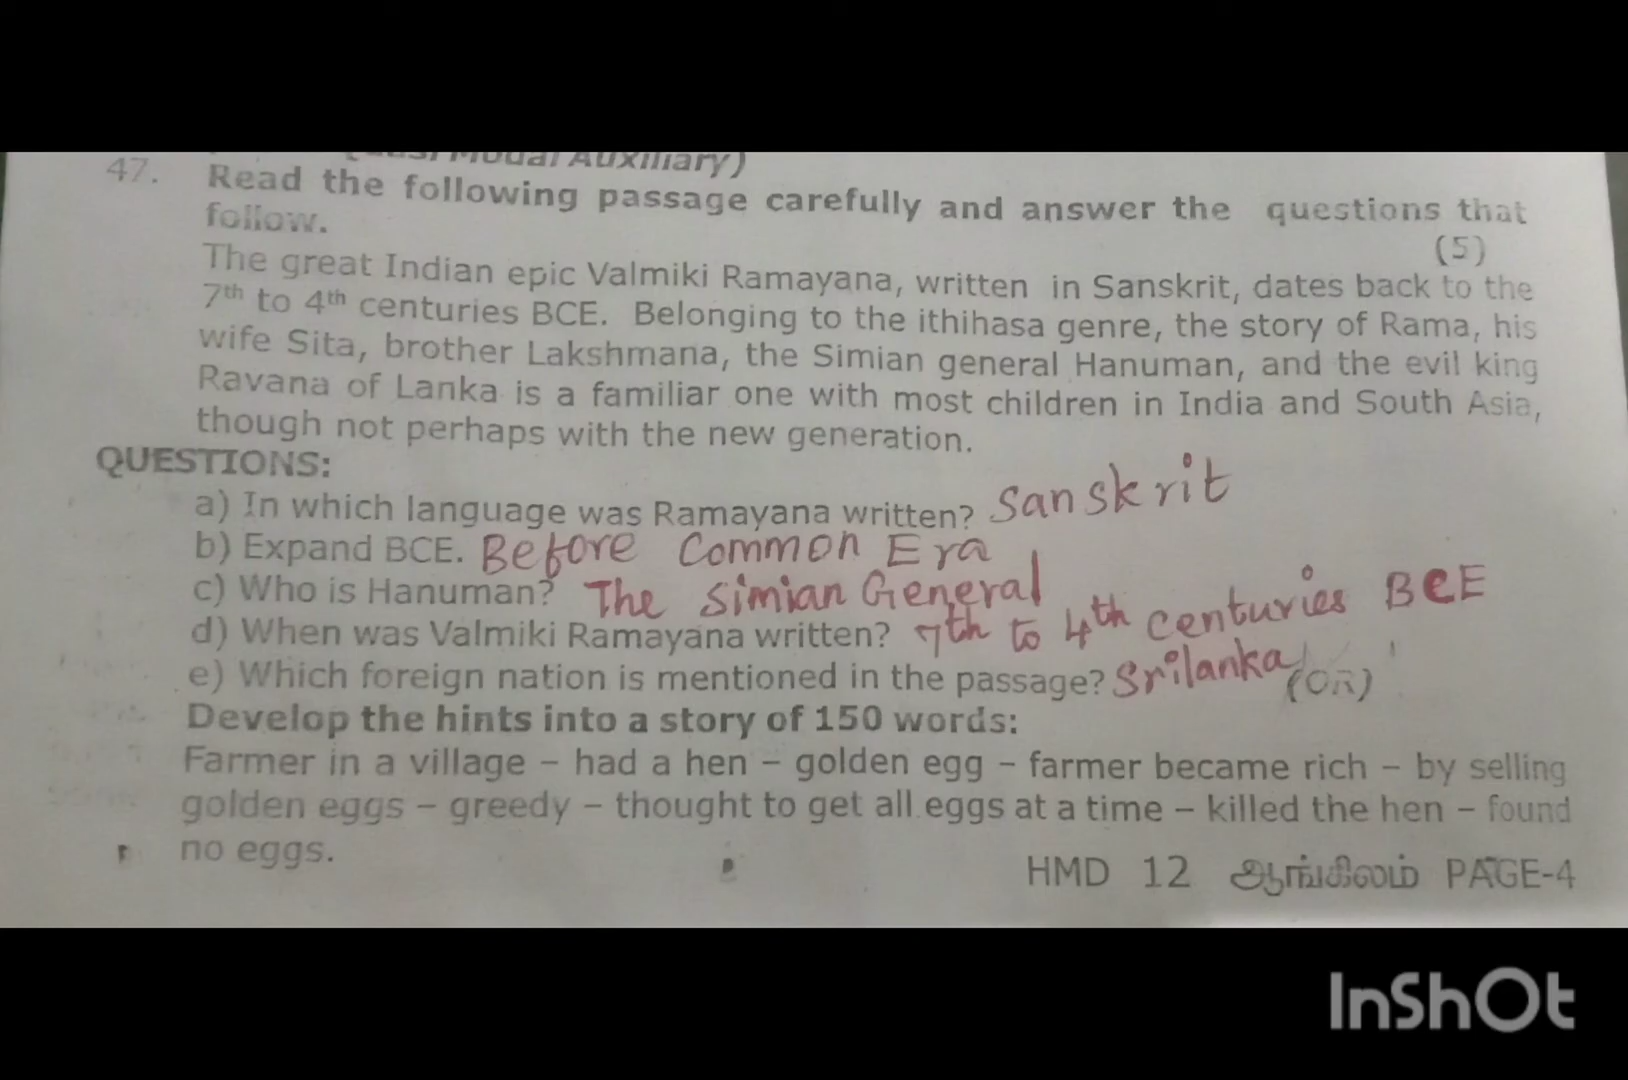 Modal Auxiliary)
47. Read the following passage carefully and answer the questions that
follow.
(5)
The great Indian epic Valmiki Ramayana, written in Sanskrit, dates back to the
7th to 4th centuries BCE. Belonging to the ithihasa genre, the story of Rama, his
wife Sita, brother Lakshmana, the Simian general Hanuman, and the evil king
Ravana of Lanka is a familiar one with most children in India and South Asia,
though not perhaps with the new generation.
QUESTIONS:
a) In which language was Ramayana written? Sanskrit
b) Expand BCE. Before Common Era
c) Who is Hanuman? The Simian General
d) When was Valmiki Ramayana written? 7th to 4th centuries BCE
e) Which foreign nation is mentioned in the passage? Srilanka
(OR)
Develop the hints into a story of 150 words:
Farmer in a village – had a hen – golden egg – farmer became rich – by selling
golden eggs – greedy – thought to get all eggs at a time – killed the hen – found
no eggs.
HMD 12 ஆங்கிலம் PAGE-4
InShOt